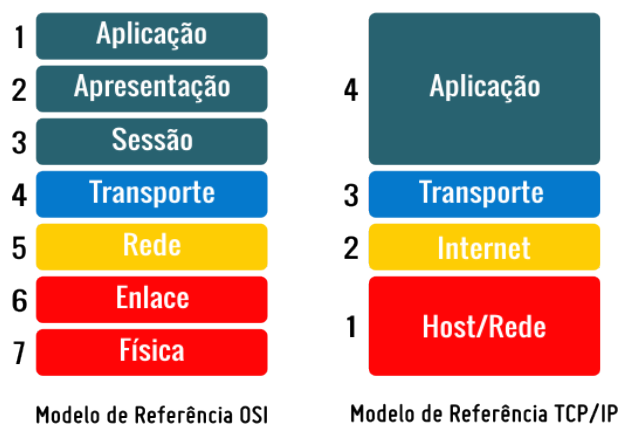 1 Aplicação
2 Apresentação
3 Sessão
4 Transporte
5 Rede
6 Enlace
7 Física
Modelo de Referência OSI
4 Aplicação
3 Transporte
2 Internet
1 Host/Rede
Modelo de Referência TCP/IP